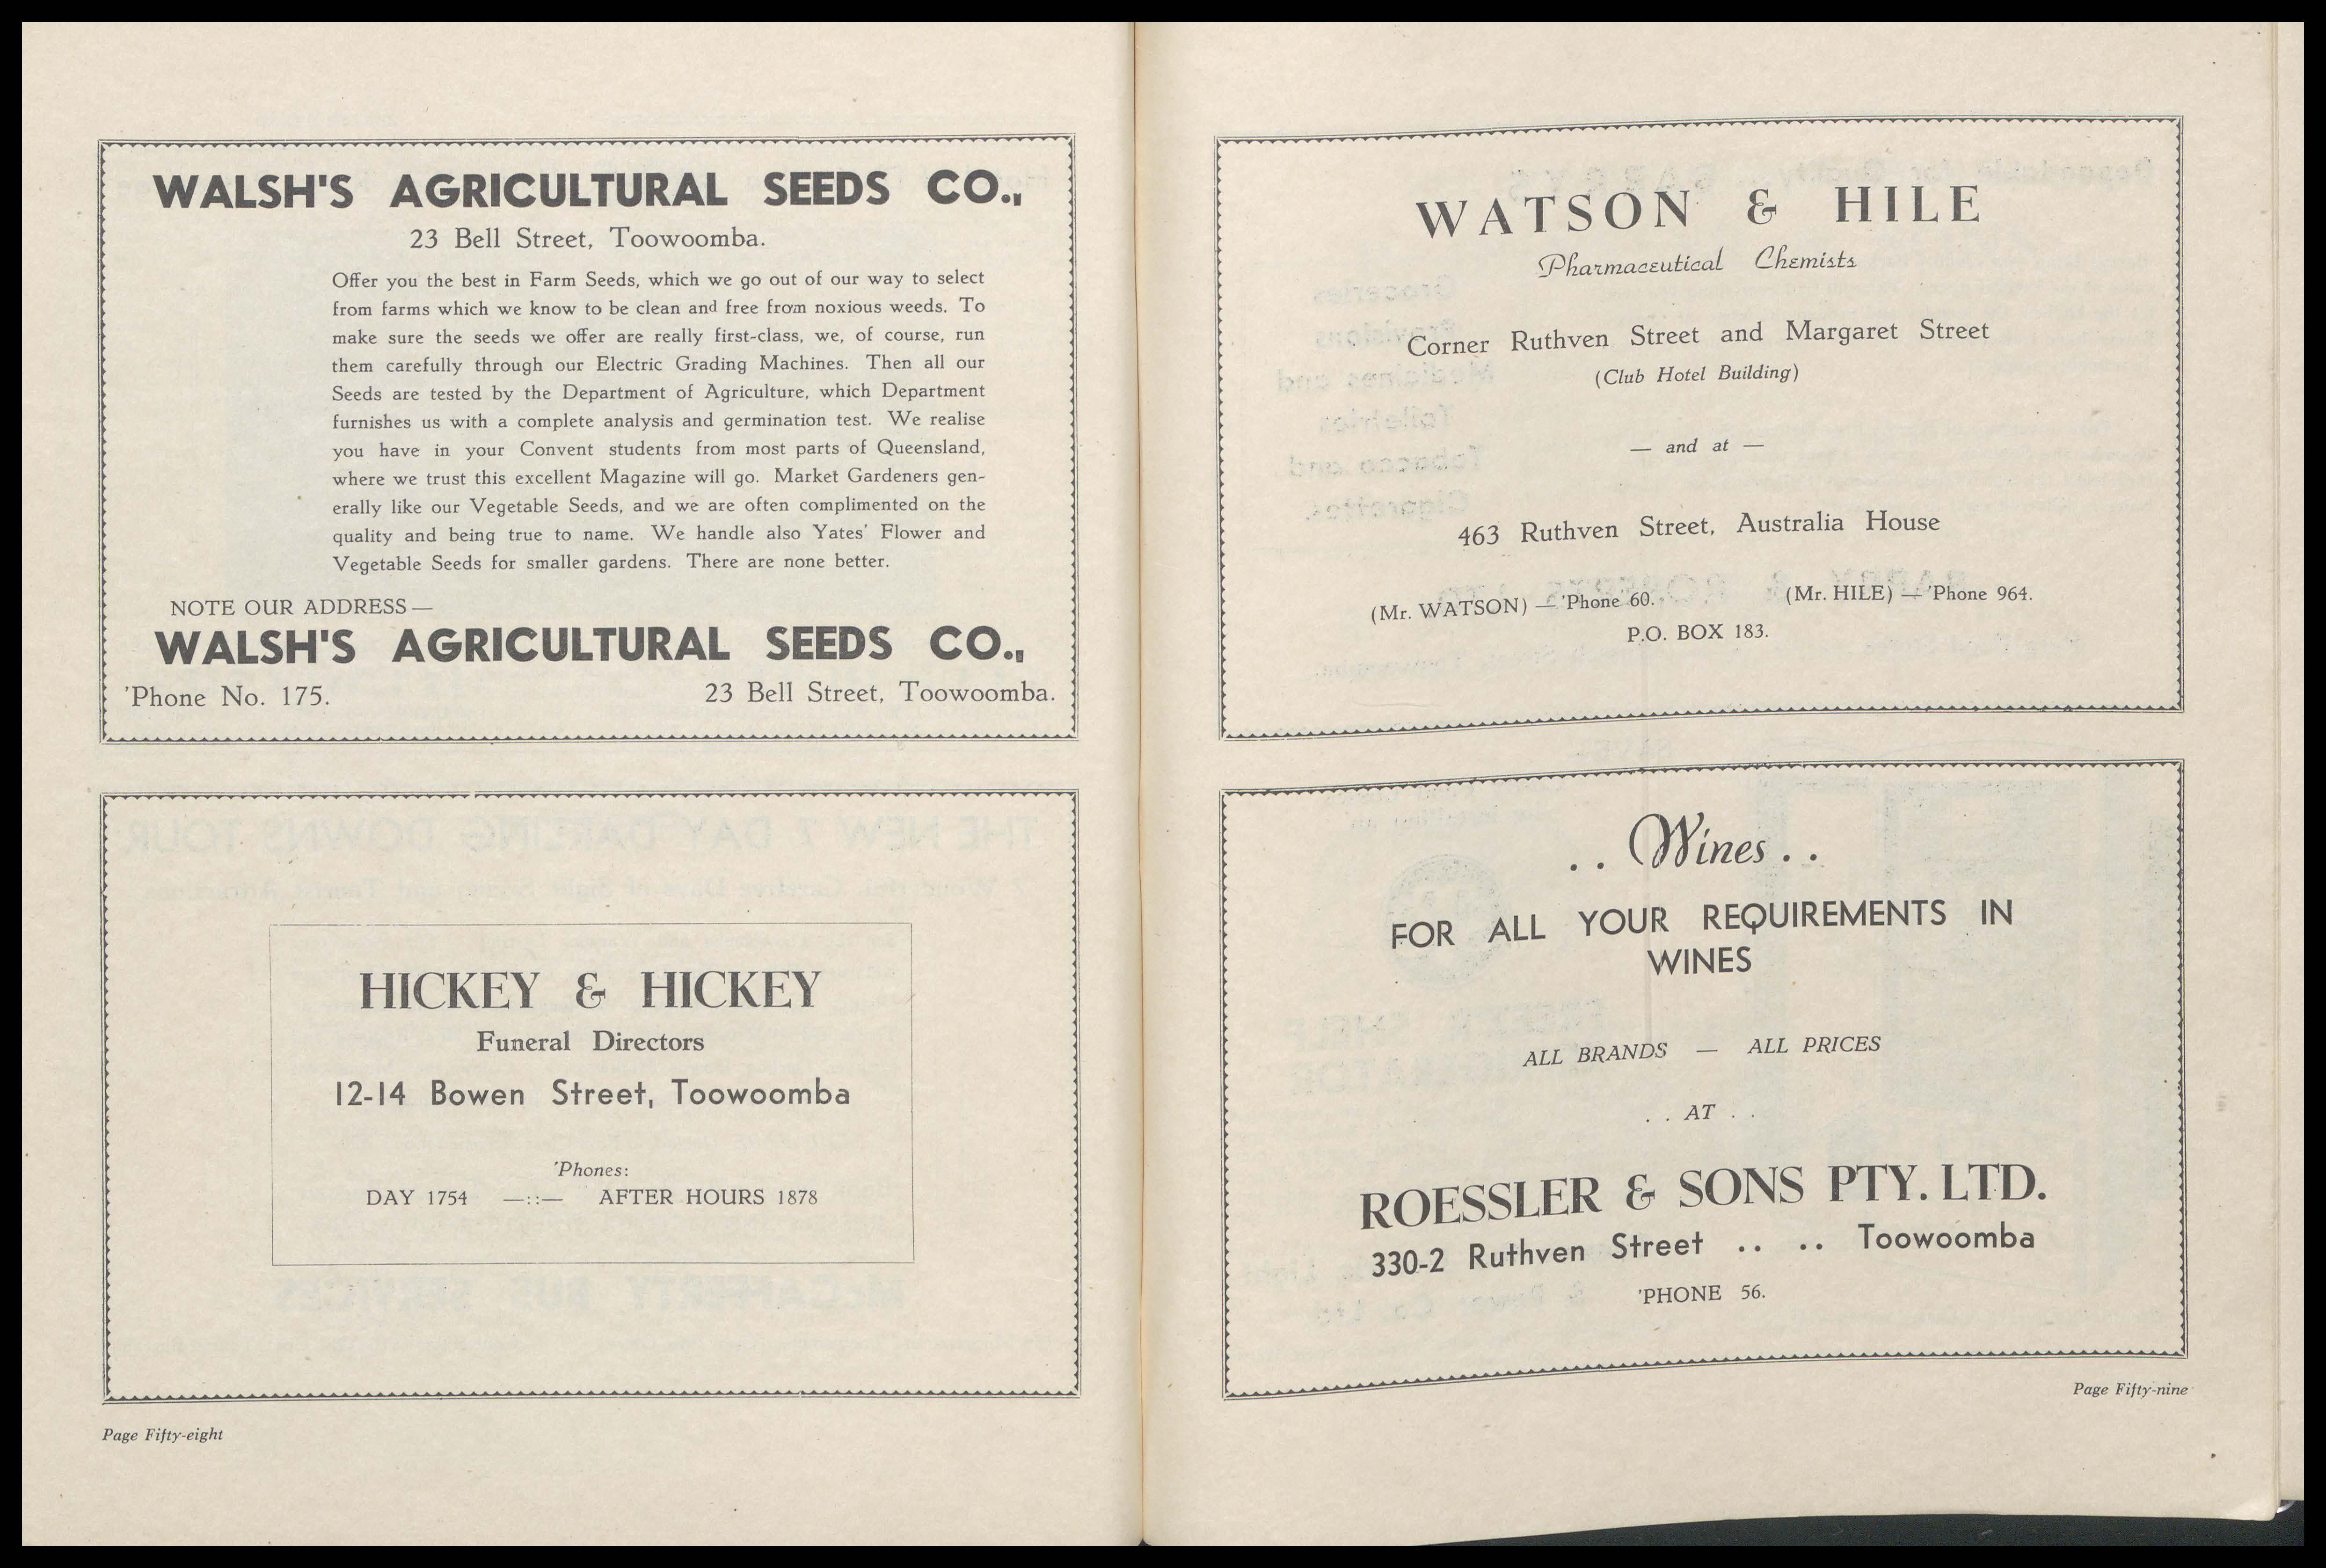 WALSH'S AGRICULTURAL SEEDS CO.,
23 Bell Street, Toowoomba.
Offer you the best in Farm Seeds, which we go out of our way to select
from farms which we know to be clean and free from noxious weeds. To
make sure the seeds we offer are really first-class, we, of course, run
them carefully through our Electric Grading Machines. Then all our
Seeds are tested by the Department of Agriculture, which Department
furnishes us with a complete analysis and germination test. We realise
you have in your Convent students from most parts of Queensland,
where we trust this excellent Magazine will go. Market Gardeners gen-
erally like our Vegetable Seeds, and we are often complimented on the
quality and being true to name. We handle also Yates' Flower and
Vegetable Seeds for smaller gardens. There are none better.
NOTE OUR ADDRESS—
WALSH'S AGRICULTURAL SEEDS CO.,
'Phone No. 175. 23 Bell Street, Toowoomba.
HICKEY & HICKEY
Funeral Directors
12-14 Bowen Street, Toowoomba
'Phones:
DAY 1754 —::— AFTER HOURS 1878
Page Fifty-eight
WATSON & HILE
Pharmaceutical Chemists
Corner Ruthven Street and Margaret Street
(Club Hotel Building)
— and at —
463 Ruthven Street, Australia House
(Mr. WATSON) — 'Phone 60. (Mr. HILE) — 'Phone 964.
P.O. BOX 183.
. . Wines . .
FOR ALL YOUR REQUIREMENTS IN
WINES
ALL BRANDS — ALL PRICES
. . AT . .
ROESSLER & SONS PTY. LTD.
330-2 Ruthven Street .. .. Toowoomba
'PHONE 56.
Page Fifty-nine